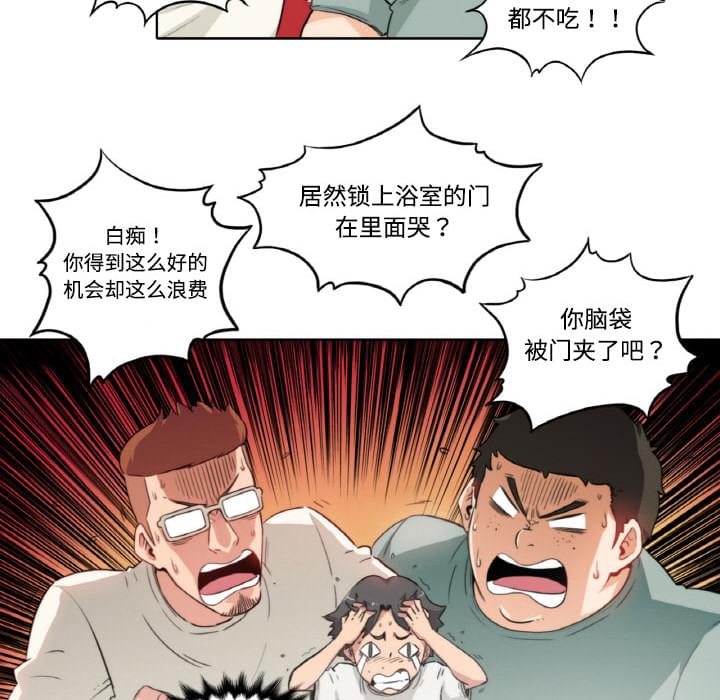 都不吃！！
居然锁上浴室的门
在里面哭？
白痴！
你得到这么好的
机会却这么浪费
你脑袋
被门夹了吧？